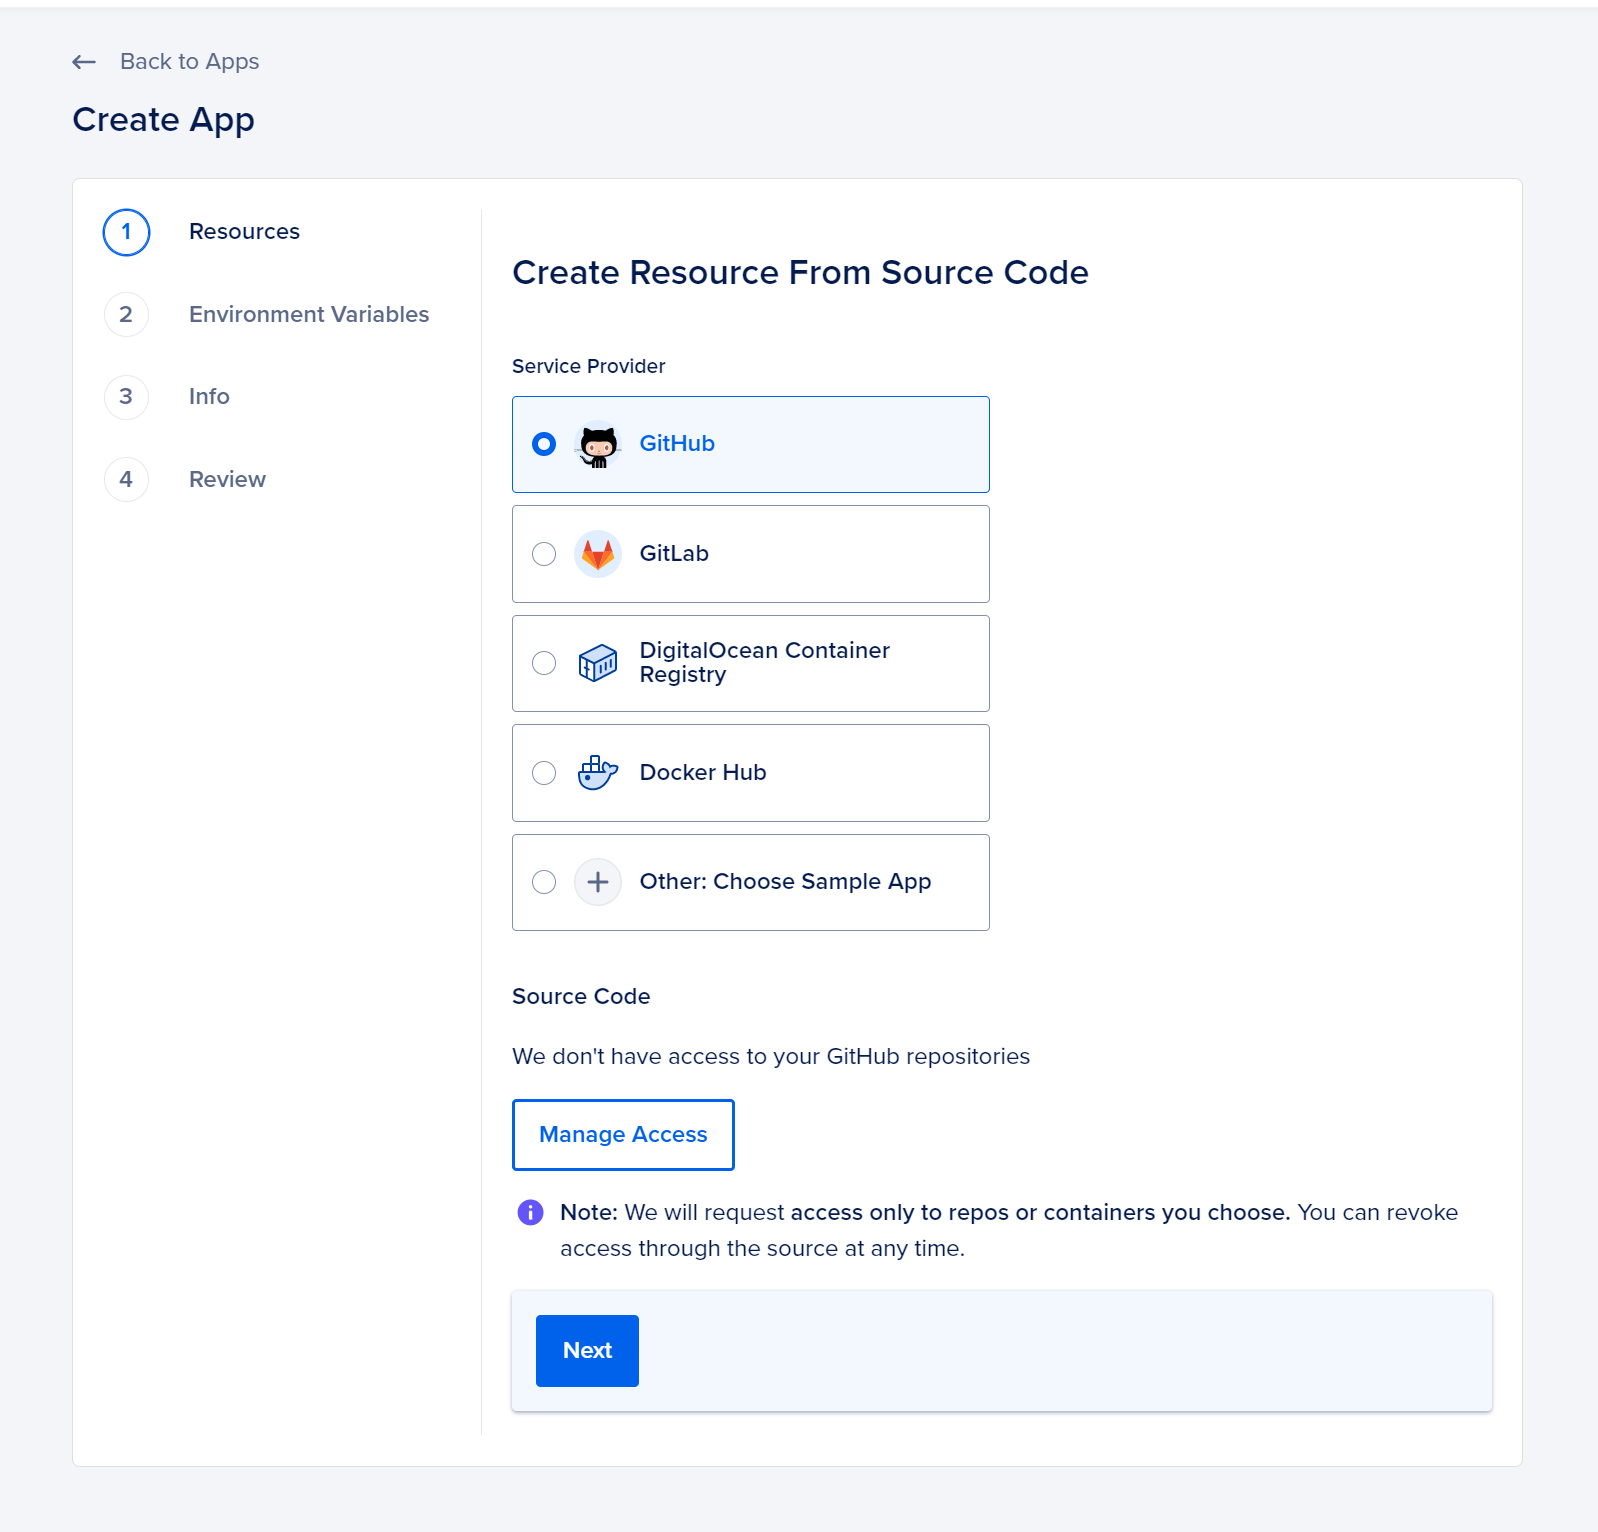 Back to Apps
Create App
1
Resources
2
Environment Variables
3
Info
4
Review
Create Resource From Source Code
Service Provider
GitHub
GitLab
DigitalOcean Container
Registry
Docker Hub
Other: Choose Sample App
Source Code
We don't have access to your GitHub repositories
Manage Access
Note: We will request access only to repos or containers you choose. You can revoke
access through the source at any time.
Next